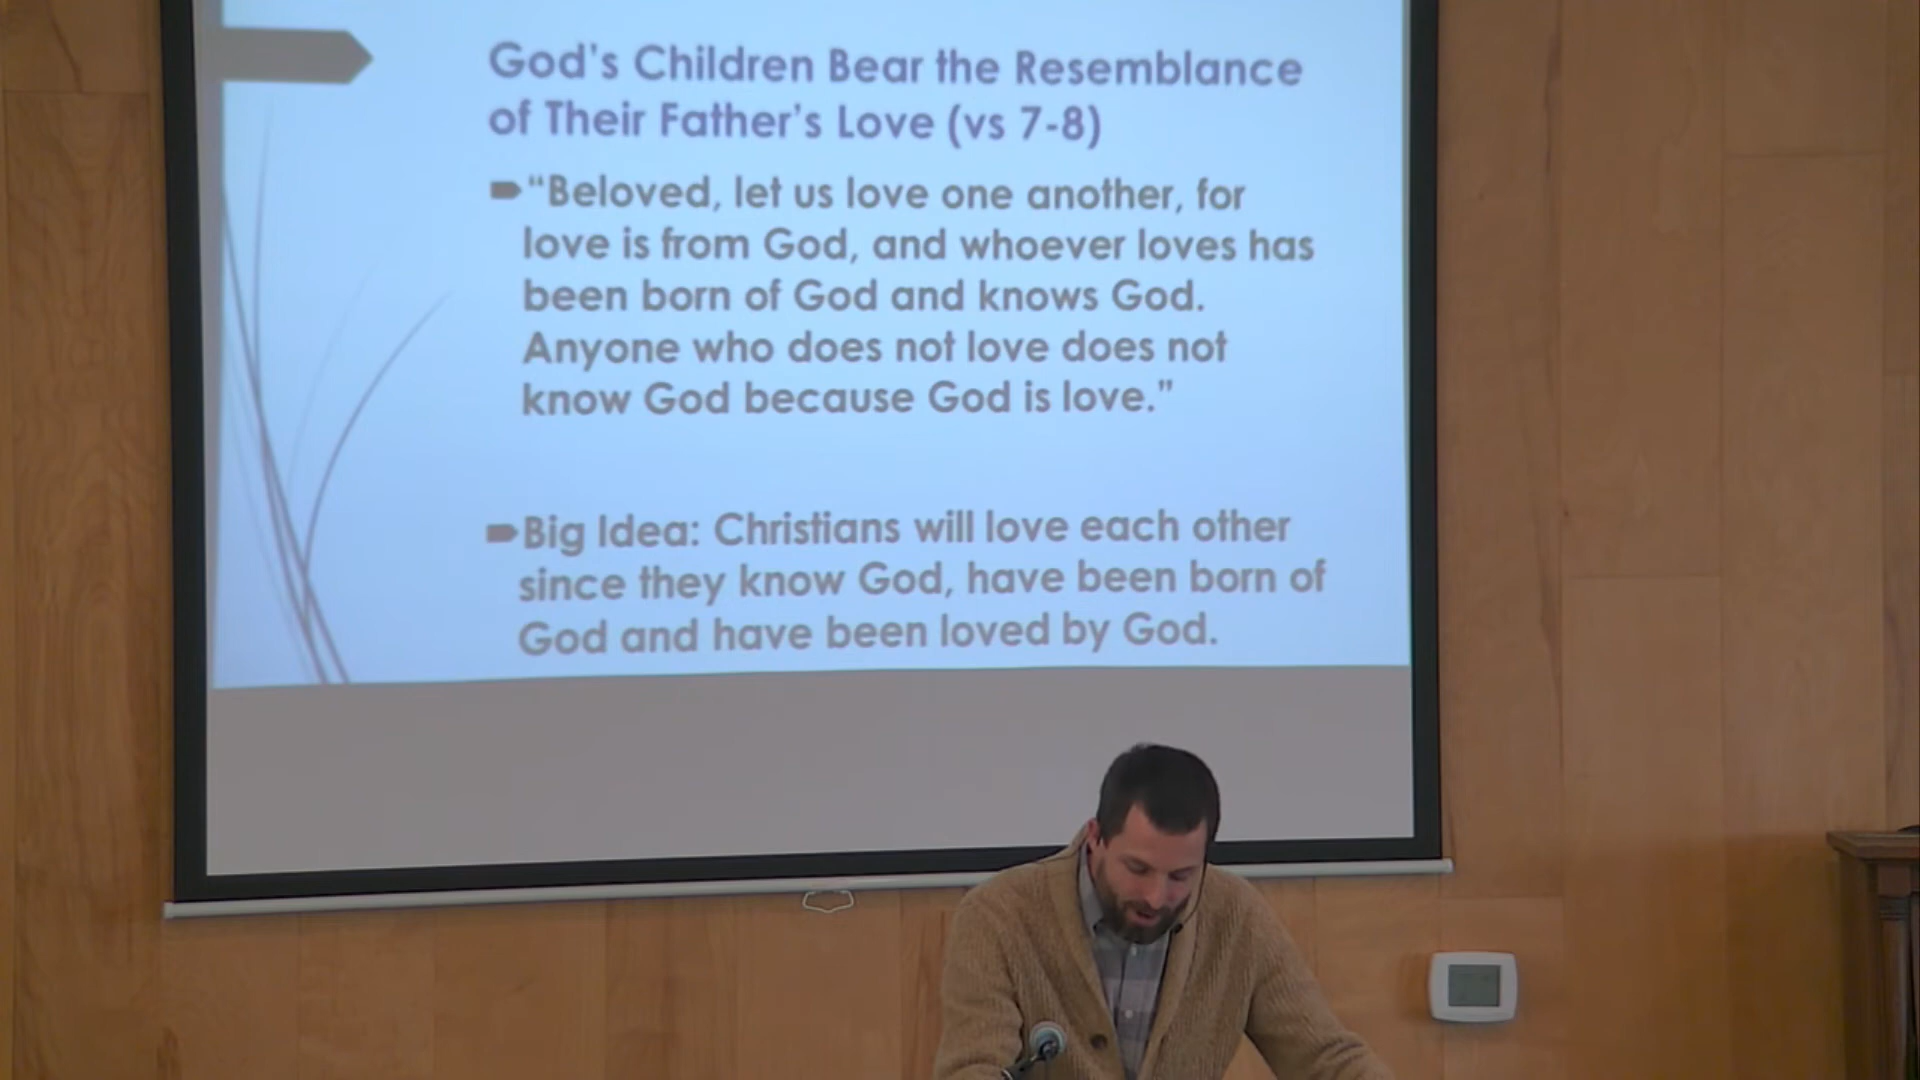 God's Children Bear the Resemblance
of Their Father's Love (vs 7-8)
"Beloved, let us love one another, for
love is from God, and whoever loves has
been born of God and knows God.
Anyone who does not love does not
know God because God is love."
Big Idea: Christians will love each other
since they know God, have been born of
God and have been loved by God.